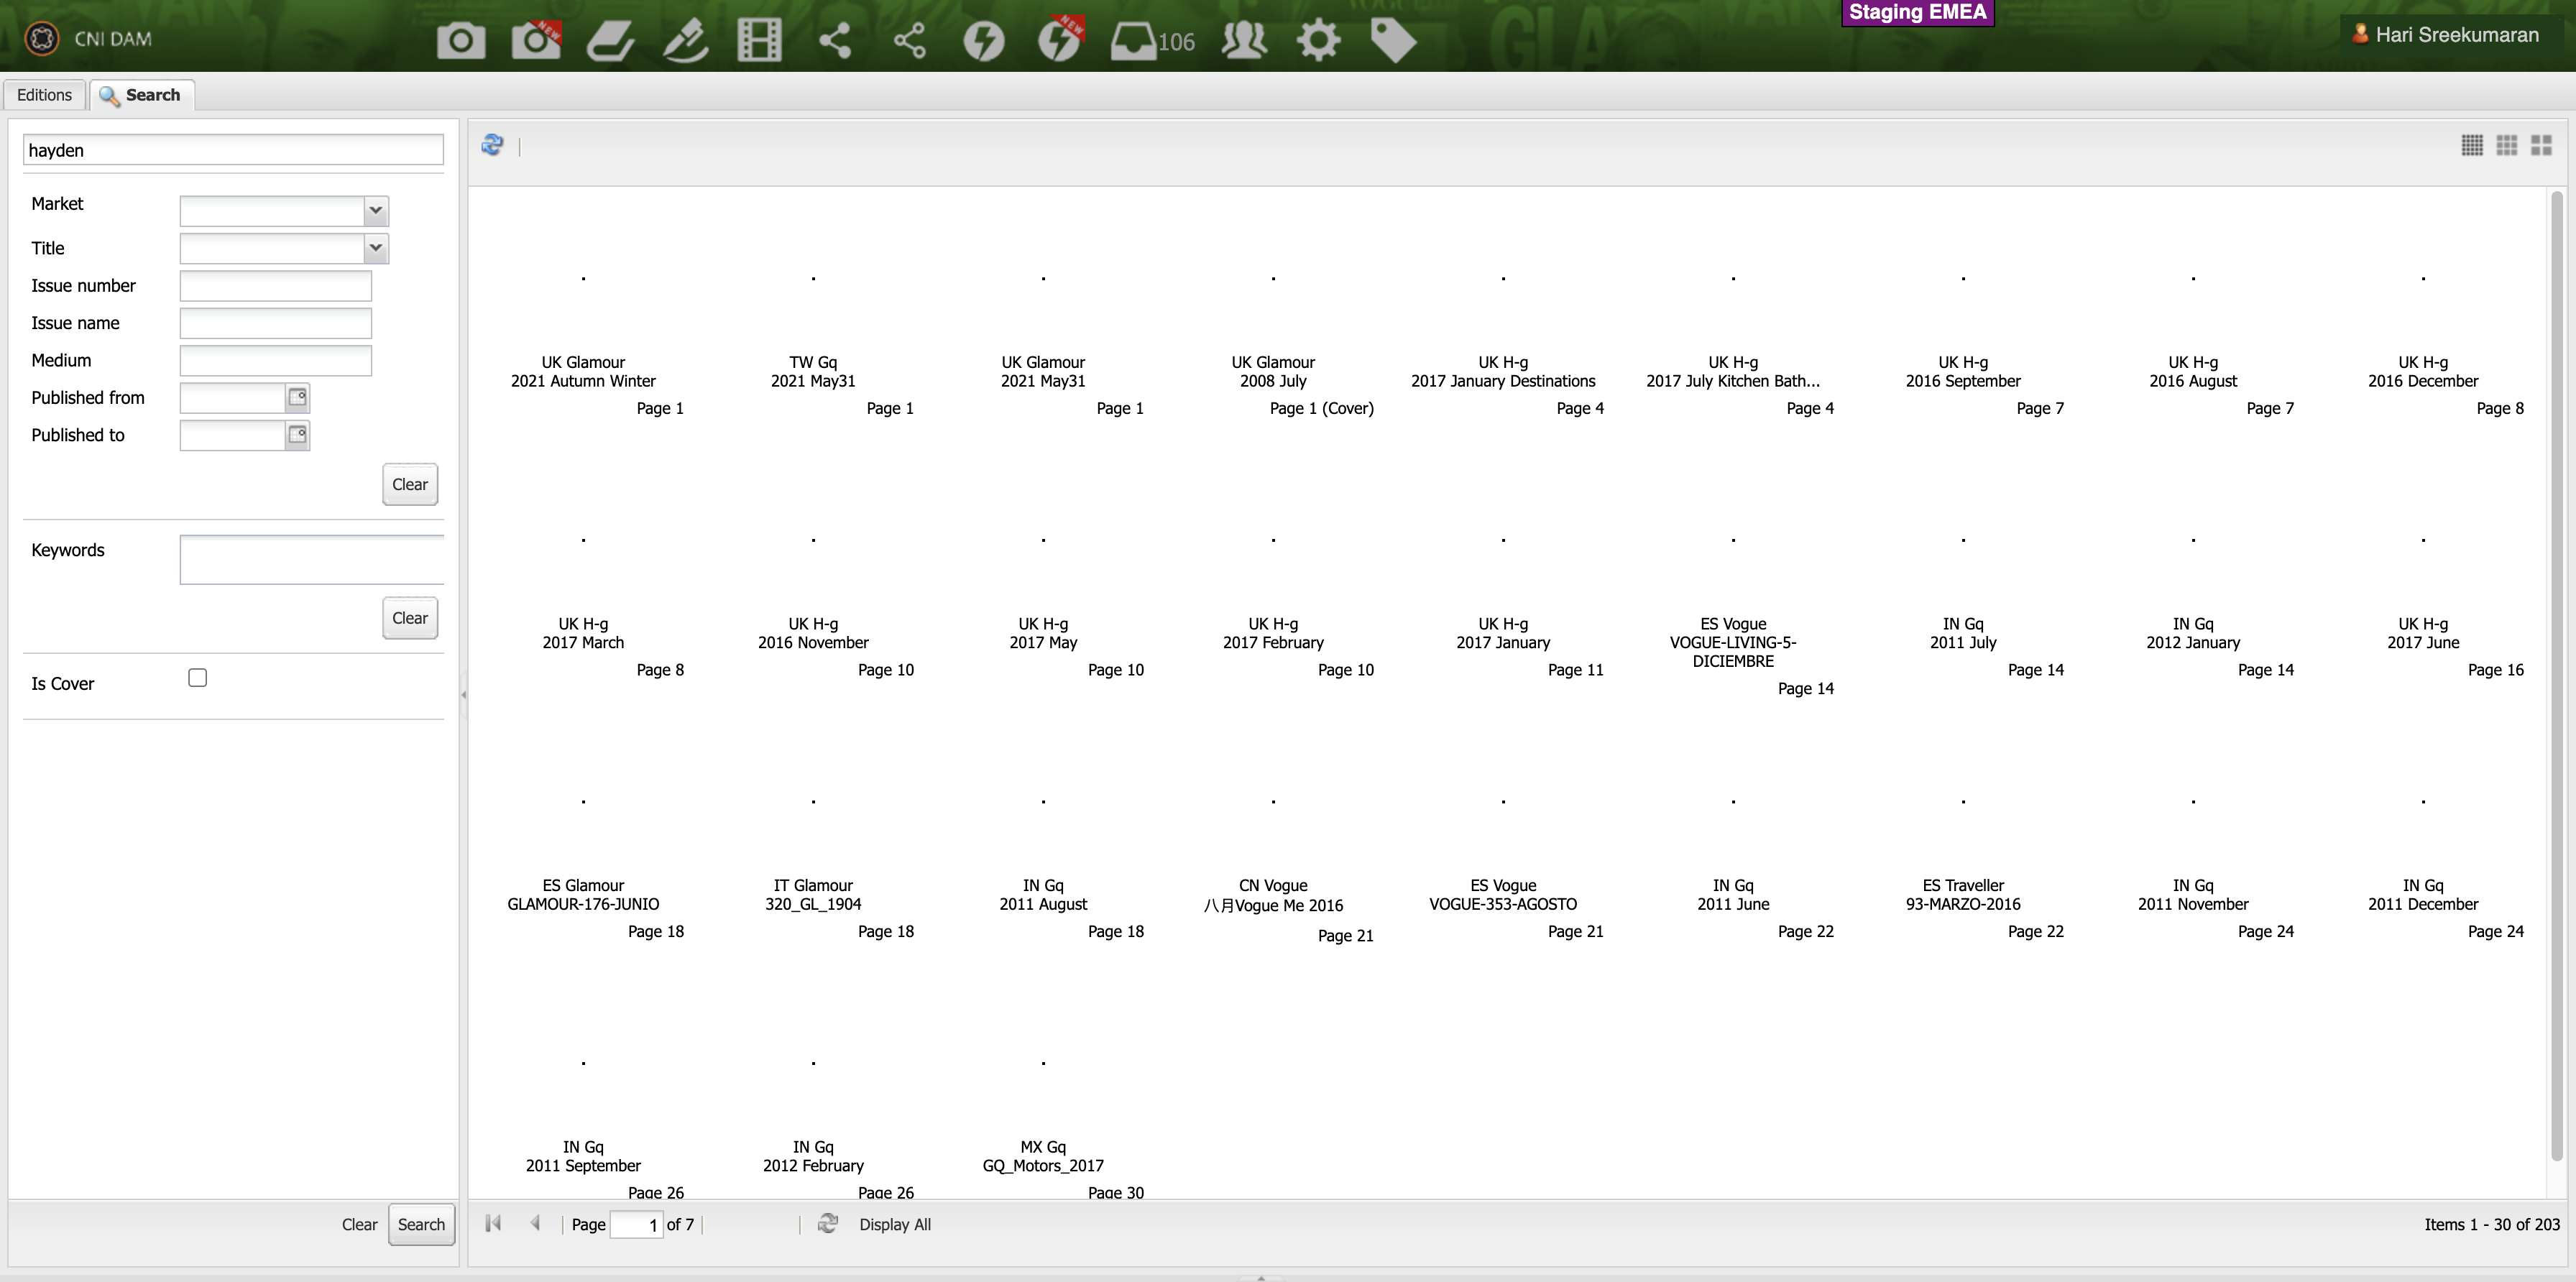 CNI DAM
NEW
NEW
106
Staging EMEA
Hari Sreekumaran
Editions
Search
hayden
Market
Title
Issue number
Issue name
Medium
Published from
Published to
Clear
Keywords
Clear
Is Cover
Clear
Search
UK Glamour
2021 Autumn Winter
Page 1
TW Gq
2021 May31
Page 1
UK Glamour
2021 May31
Page 1
UK Glamour
2008 July
Page 1 (Cover)
UK H-g
2017 January Destinations
Page 4
UK H-g
2017 July Kitchen Bath...
Page 4
UK H-g
2016 September
Page 7
UK H-g
2016 August
Page 7
UK H-g
2016 December
Page 8
UK H-g
2017 March
Page 8
UK H-g
2016 November
Page 10
UK H-g
2017 May
Page 10
UK H-g
2017 February
Page 10
UK H-g
2017 January
Page 11
ES Vogue
VOGUE-LIVING-5-
DICIEMBRE
Page 14
IN Gq
2011 July
Page 14
IN Gq
2012 January
Page 14
UK H-g
2017 June
Page 16
ES Glamour
GLAMOUR-176-JUNIO
Page 18
IT Glamour
320_GL_1904
Page 18
IN Gq
2011 August
Page 18
CN Vogue
八月Vogue Me 2016
Page 21
ES Vogue
VOGUE-353-AGOSTO
Page 21
IN Gq
2011 June
Page 22
ES Traveller
93-MARZO-2016
Page 22
IN Gq
2011 November
Page 24
IN Gq
2011 December
Page 24
IN Gq
2011 September
Page 26
IN Gq
2012 February
Page 26
MX Gq
GQ_Motors_2017
Page 30
Page 1 of 7
Display All
Items 1 - 30 of 203